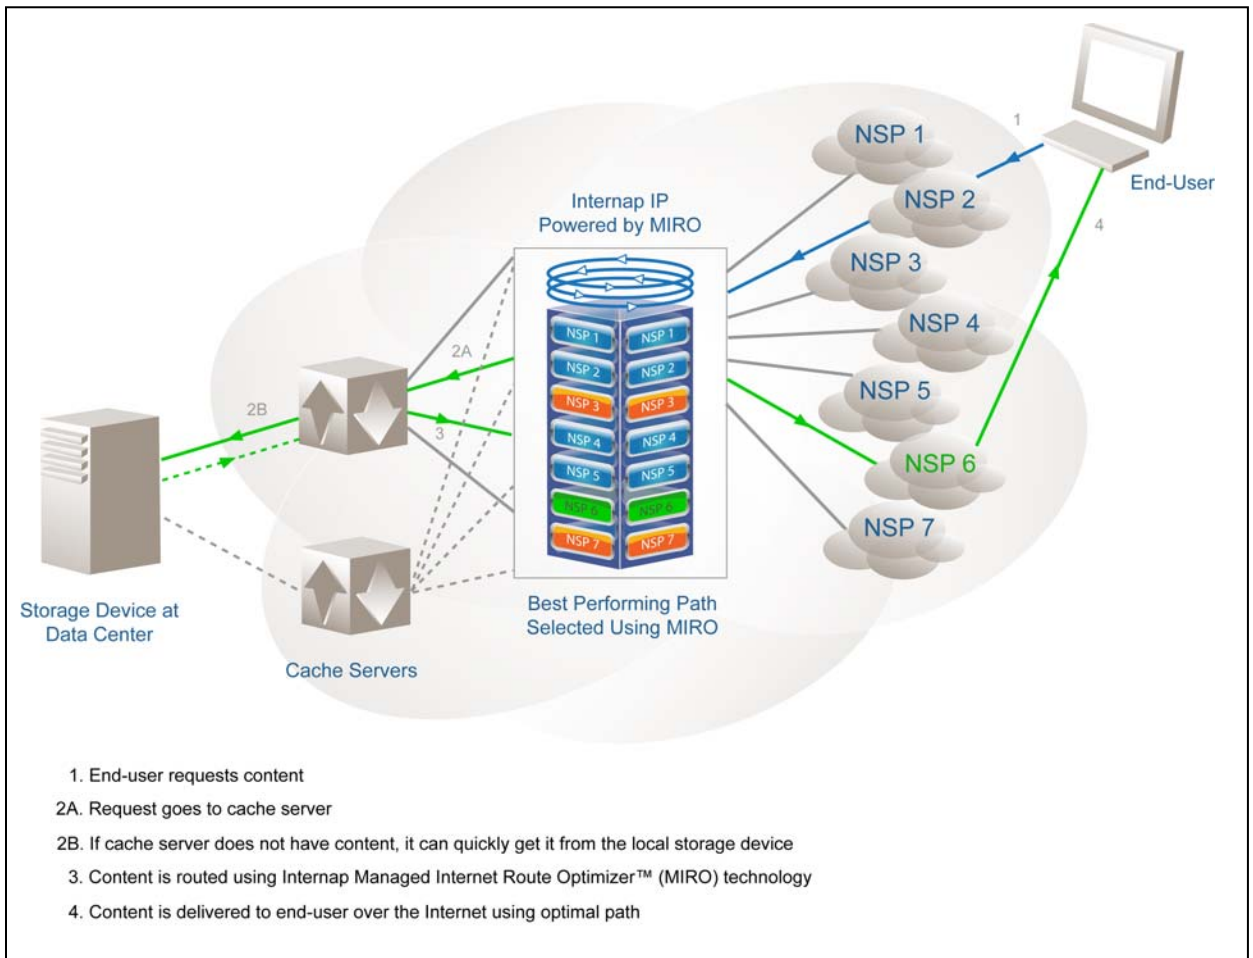 NSP 1
1
End-User
NSP 2
Internap IP
Powered by MIRO
4
NSP 3
NSP 4
NSP 5
NSP 6
NSP 7
NSP 1
NSP 1
NSP 2
NSP 2
NSP 3
NSP 3
NSP 4
NSP 4
NSP 5
NSP 5
NSP 6
NSP 6
NSP 7
NSP 7
2A
2B
3
Storage Device at
Data Center
Cache Servers
Best Performing Path
Selected Using MIRO
1. End-user requests content
2A. Request goes to cache server
2B. If cache server does not have content, it can quickly get it from the local storage device
3. Content is routed using Internap Managed Internet Route Optimizer™ (MIRO) technology
4. Content is delivered to end-user over the Internet using optimal path